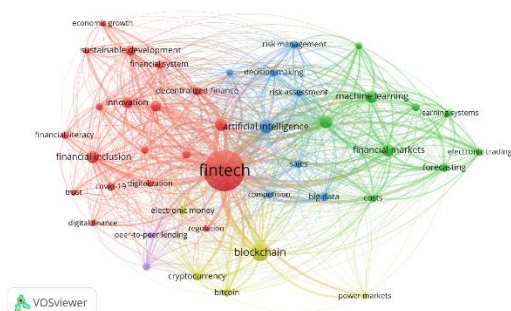 economic growth
risk management
sustainable development
financial system
decision making
decentralized finance
risk assessment
machine learning
innovation
learning systems
artificial intelligence
financial literacy
financial inclusion
financial markets
electronic trading
fintech
sales
forecasting
trust
covid-19
digitalization
competition
big data
costs
electronic money
digital finance
regulation
peer-to-peer lending
blockchain
cryptocurrency
bitcoin
power markets
VOSviewer